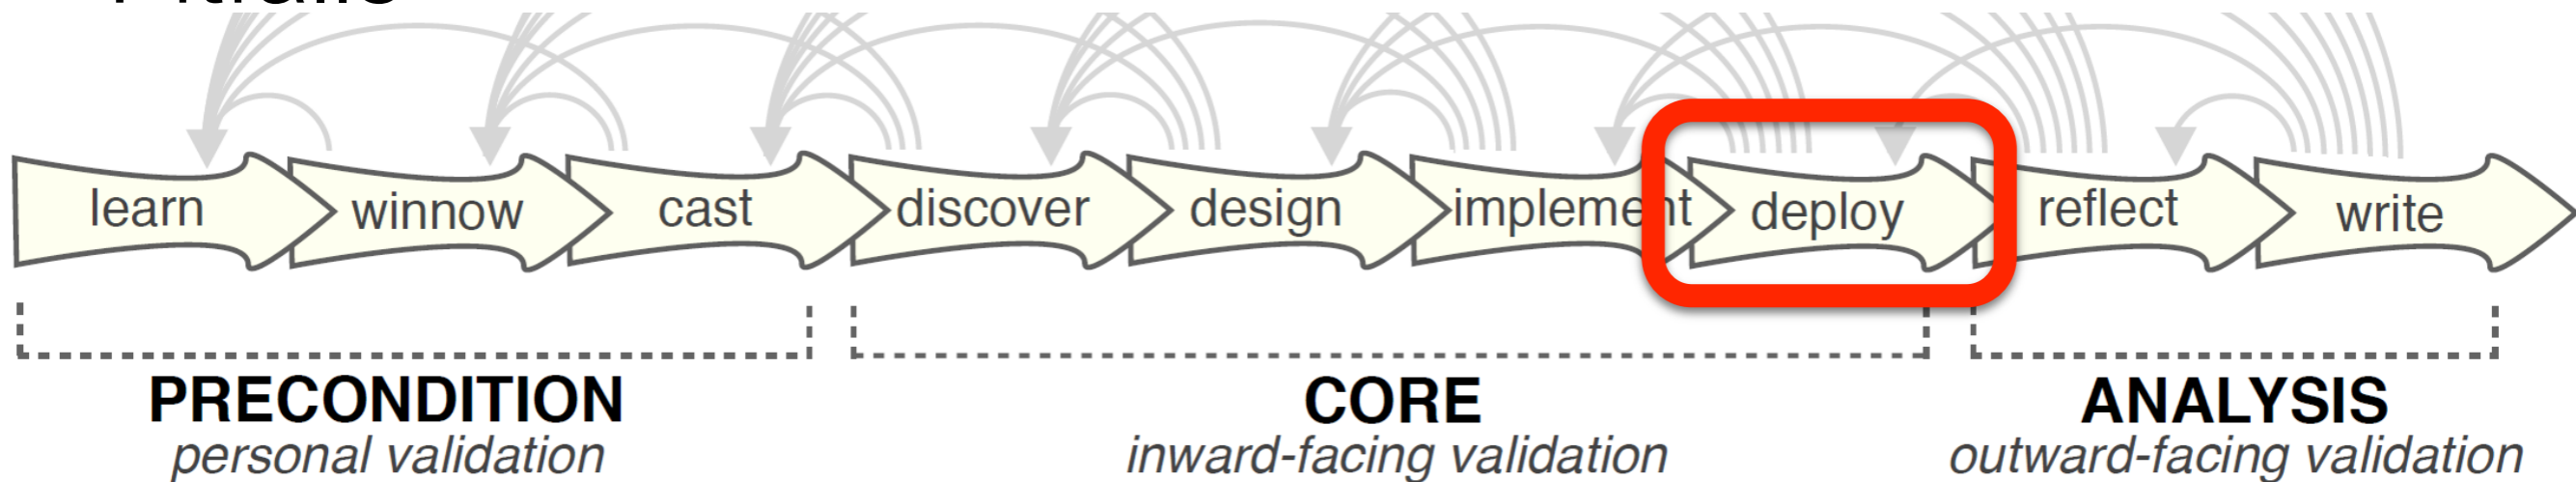 learn winnow cast discover design implement deploy reflect write
PRECONDITION CORE ANALYSIS
personal validation inward-facing validation outward-facing validation